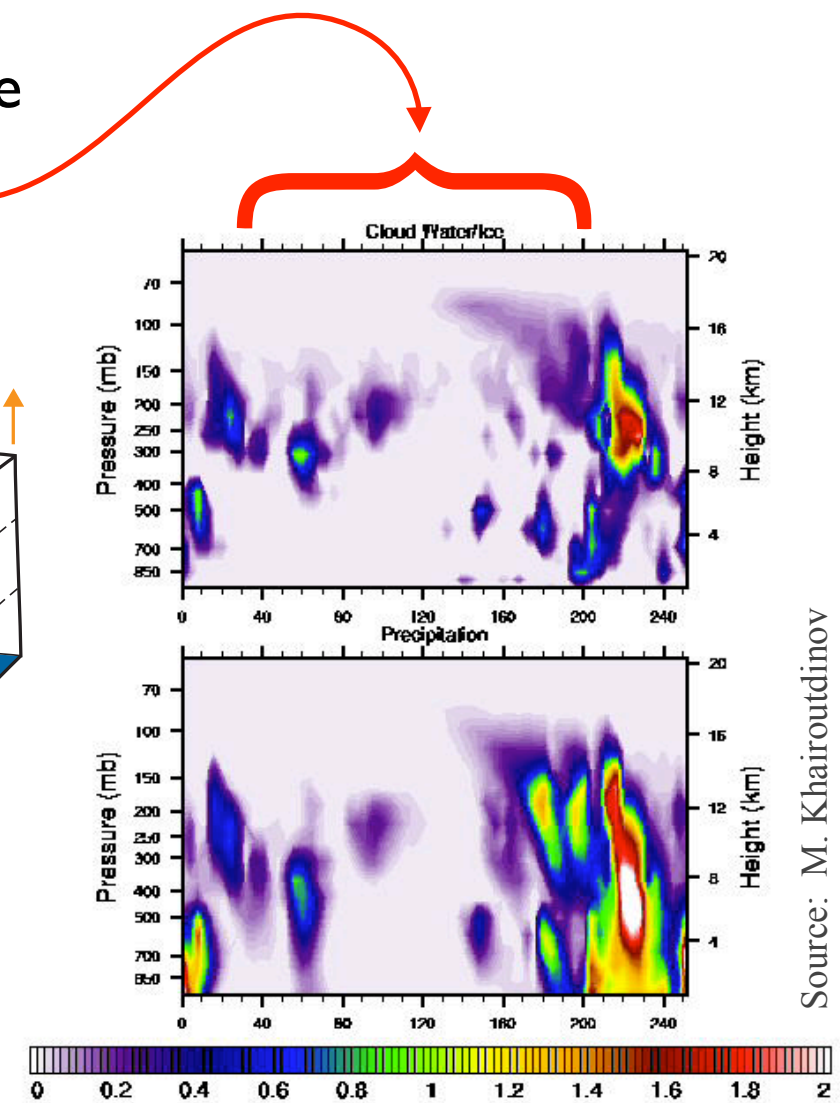 e
Cloud Water/Ice
70
100
150
200
250
300
400
500
700
850
Pressure (mb)
20
16
12
8
4
Height (km)
0 40 80 120 160 200 240
Precipitation
70
100
150
200
250
300
400
500
700
850
Pressure (mb)
20
16
12
8
4
Height (km)
0 40 80 120 160 200 240
0 0.2 0.4 0.6 0.8 1 1.2 1.4 1.6 1.8 2
Source: M. Khairoutdinov